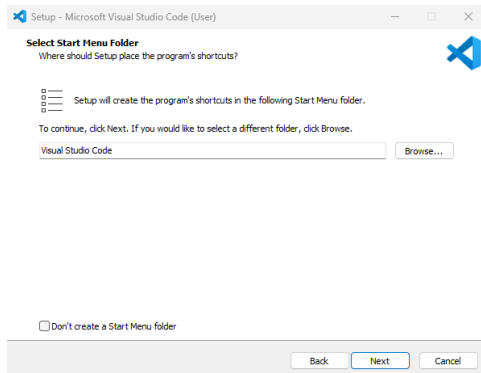 Setup - Microsoft Visual Studio Code (User)
Select Start Menu Folder
Where should Setup place the program's shortcuts?
Setup will create the program's shortcuts in the following Start Menu folder.
To continue, click Next. If you would like to select a different folder, click Browse.
Visual Studio Code
Browse...
Don't create a Start Menu folder
Back
Next
Cancel